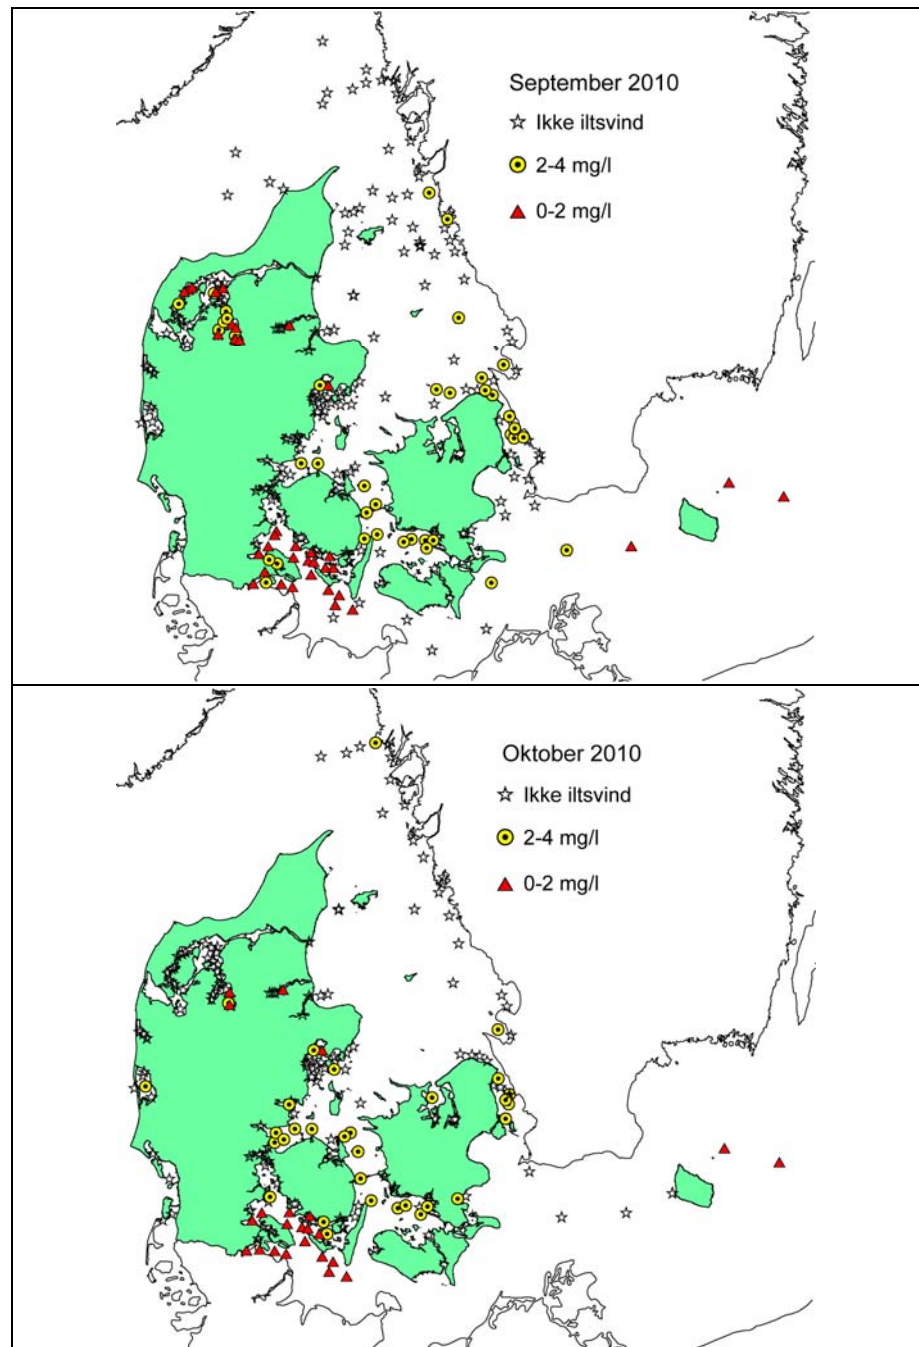 September 2010
Ikke iltsvind
2-4 mg/l
0-2 mg/l
Oktober 2010
Ikke iltsvind
2-4 mg/l
0-2 mg/l